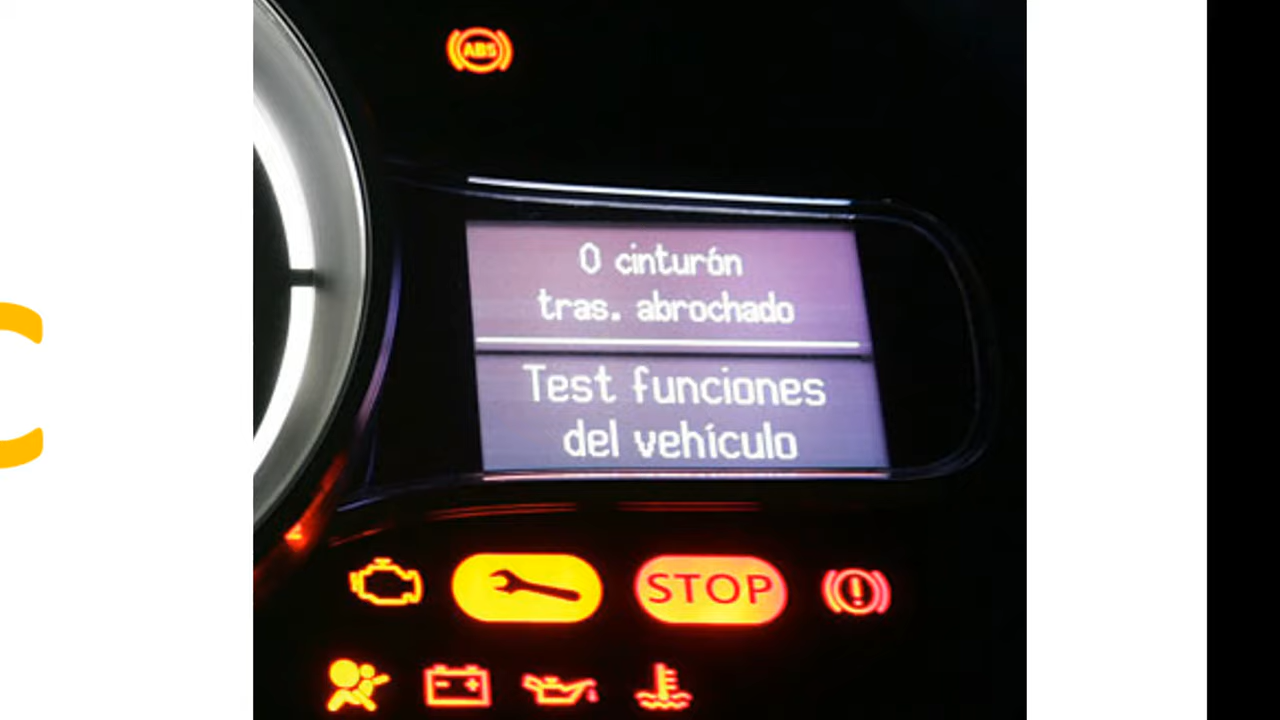 ABS
0 cinturón
tras. abrochado
Test funciones
del vehículo
STOP